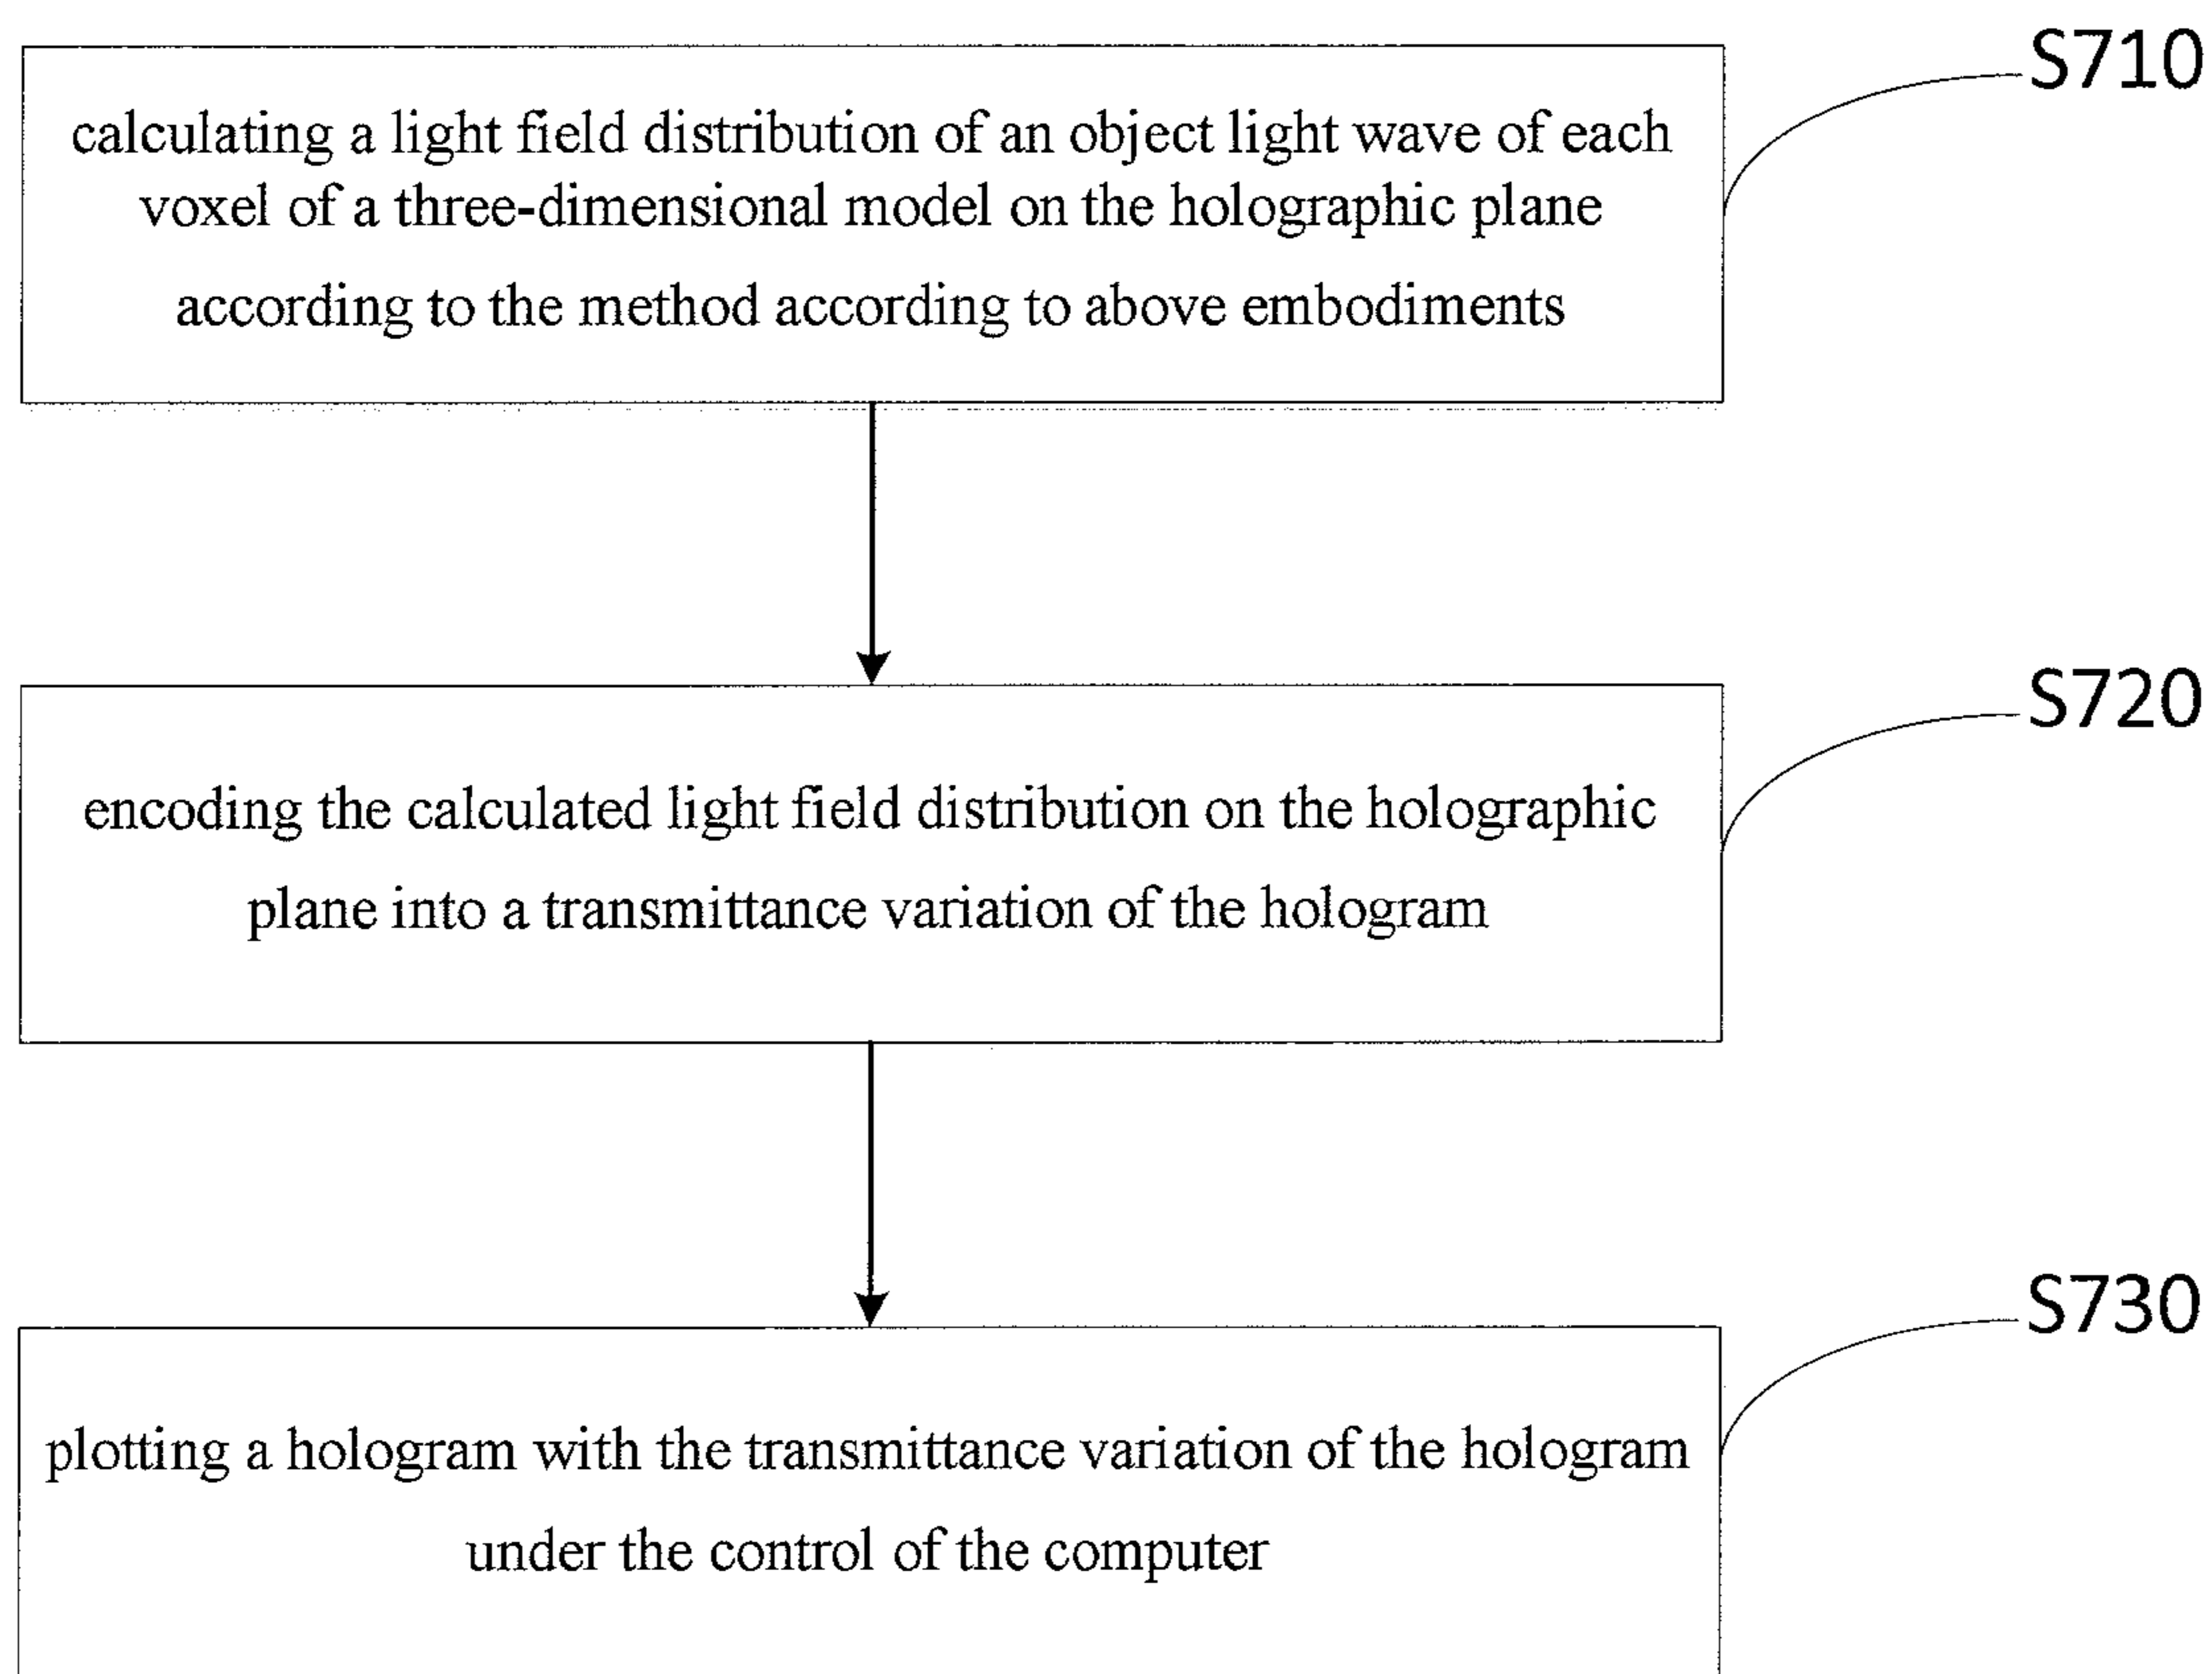 S710
calculating a light field distribution of an object light wave of each
voxel of a three-dimensional model on the holographic plane
according to the method according to above embodiments
S720
encoding the calculated light field distribution on the holographic
plane into a transmittance variation of the hologram
S730
plotting a hologram with the transmittance variation of the hologram
under the control of the computer